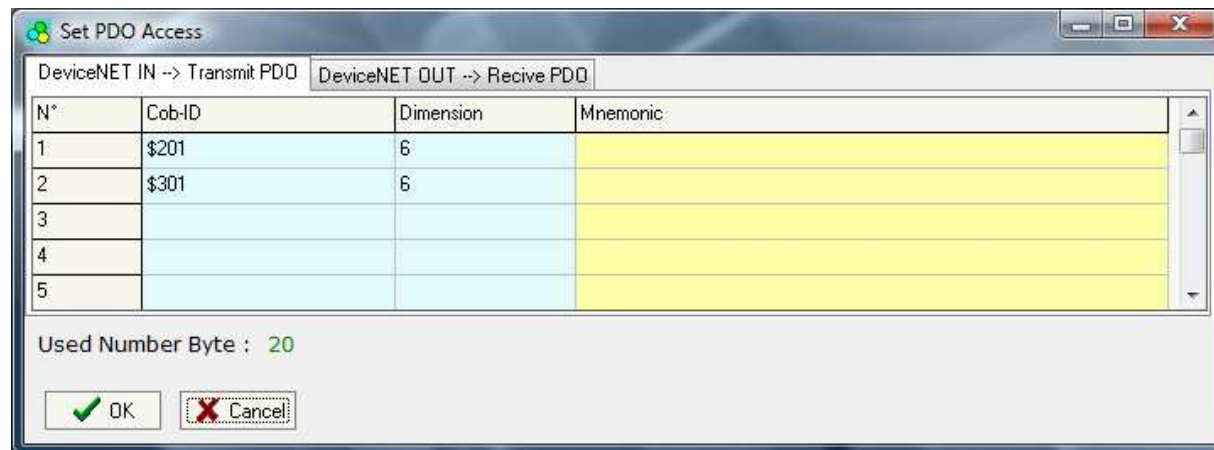 Set PDO Access
DeviceNET IN --> Transmit PDO DeviceNET OUT --> Recive PDO
N° Cob-ID Dimension Mnemonic
1 $201 6
2 $301 6
3
4
5
Used Number Byte : 20
OK Cancel